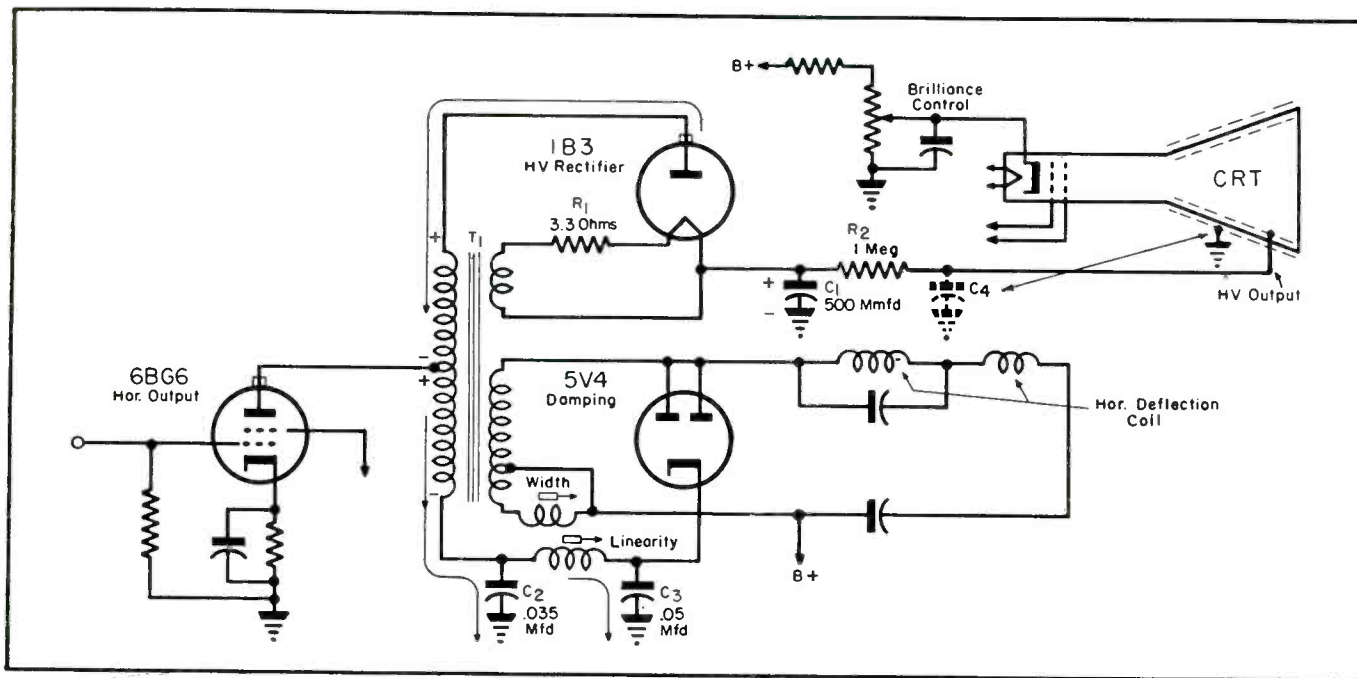 B+
Brilliance
Control
1B3
HV Rectifier
CRT
R1
3.3 Ohms
R2
1 Meg
T1
+
+
−
C1
500 Mmfd
C4
HV Output
−
+
6BG6
Hor. Output
5V4
Damping
Hor. Deflection
Coil
−
Width
Linearity
B+
C2
.035
Mfd
C3
.05
Mfd